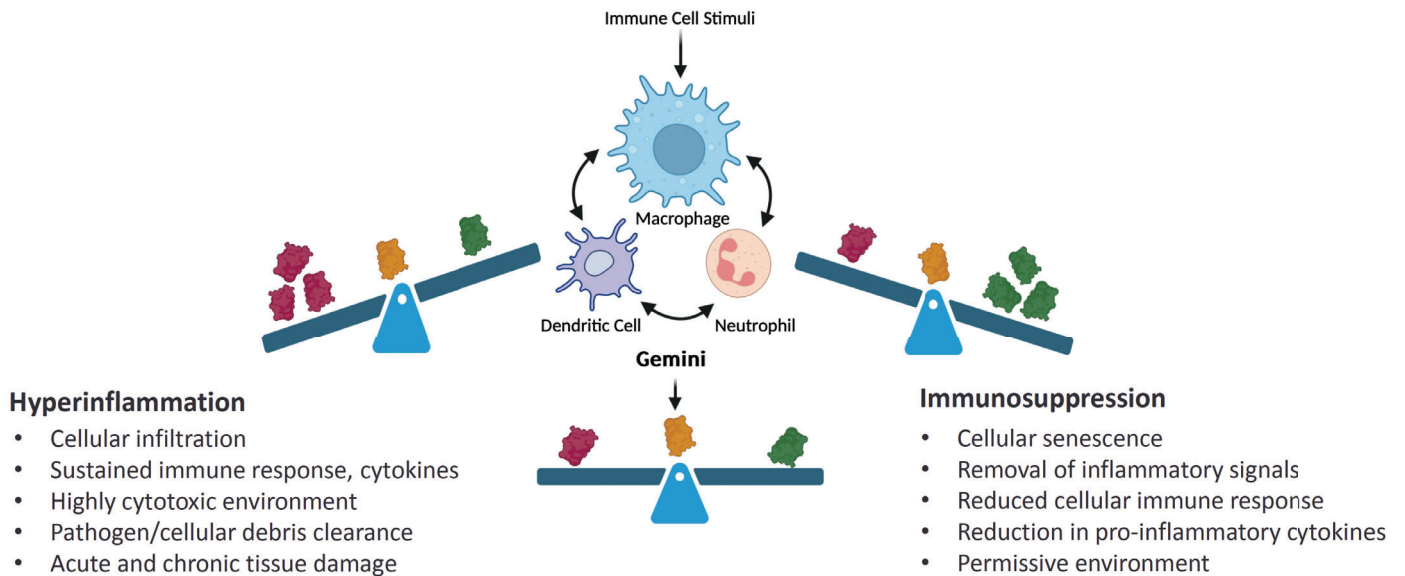 Immune Cell Stimuli
Macrophage
Dendritic Cell
Neutrophil
Gemini
Hyperinflammation
• Cellular infiltration
• Sustained immune response, cytokines
• Highly cytotoxic environment
• Pathogen/cellular debris clearance
• Acute and chronic tissue damage
Immunosuppression
• Cellular senescence
• Removal of inflammatory signals
• Reduced cellular immune response
• Reduction in pro-inflammatory cytokines
• Permissive environment